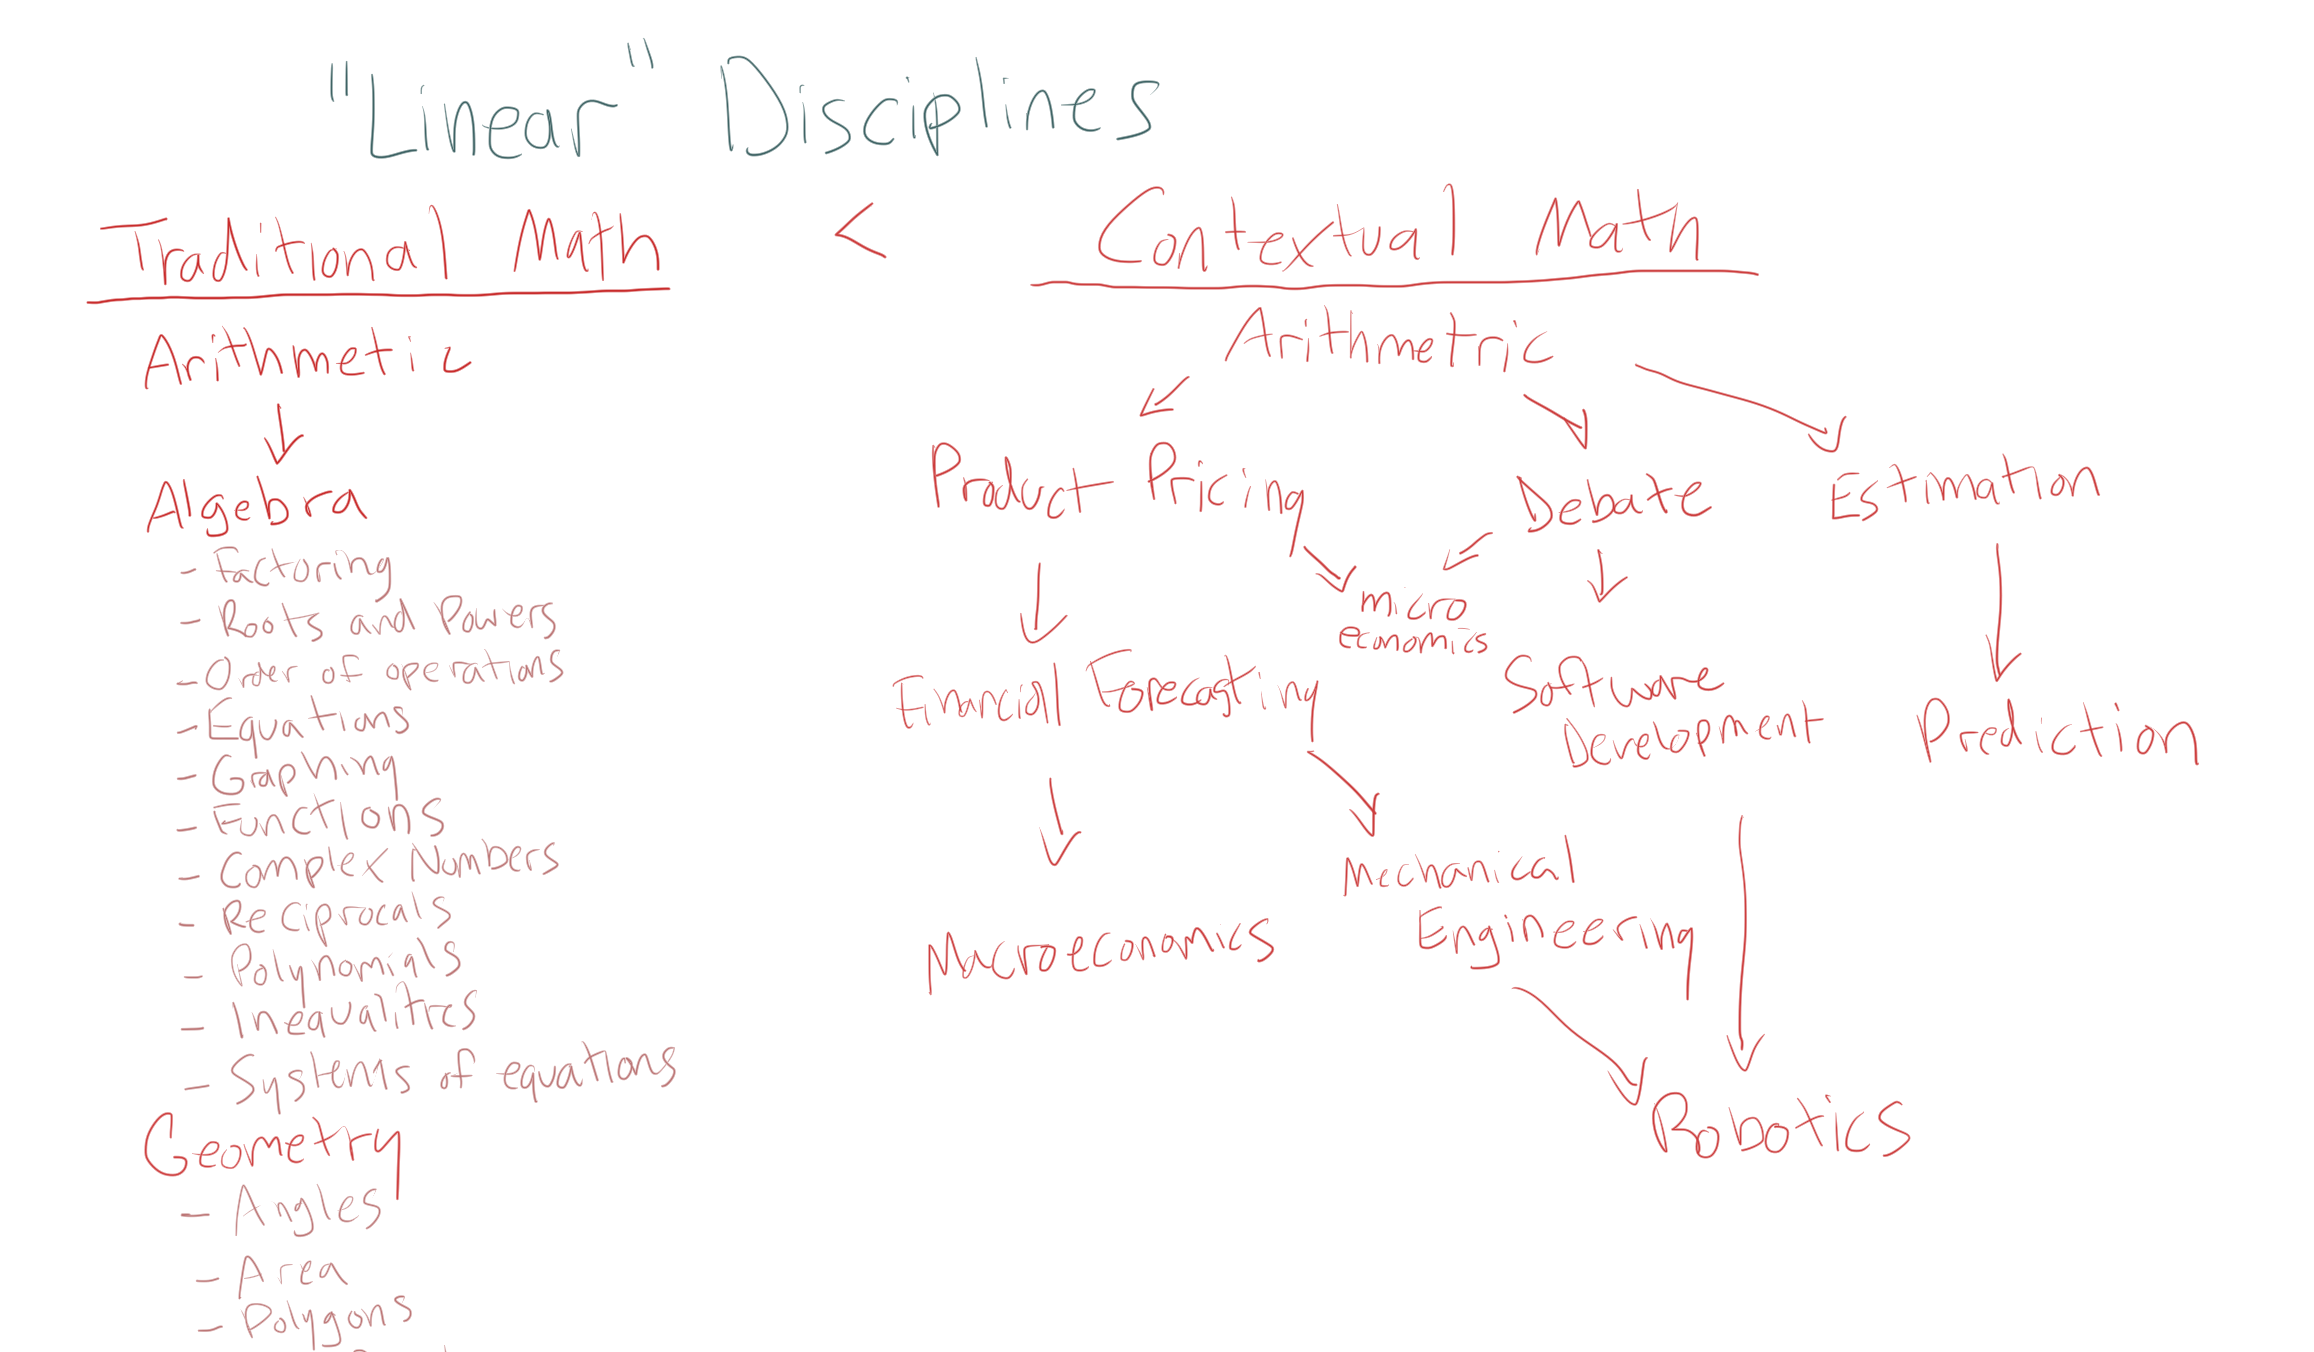 "Linear" Disciplines
Traditional Math < Contextual Math
Arithmetic
Algebra
- Factoring
- Roots and Powers
- Order of operations
- Equations
- Graphing
- Functions
- Complex Numbers
- Reciprocals
- Polynomials
- Inequalities
- Systems of equations
Geometry
- Angles
- Area
- Polygons
Arithmetric
Product Pricing
Debate
Estimation
micro
economics
Financial Forecasting
Software
Development
Prediction
Macroeconomics
Mechanical
Engineering
Robotics